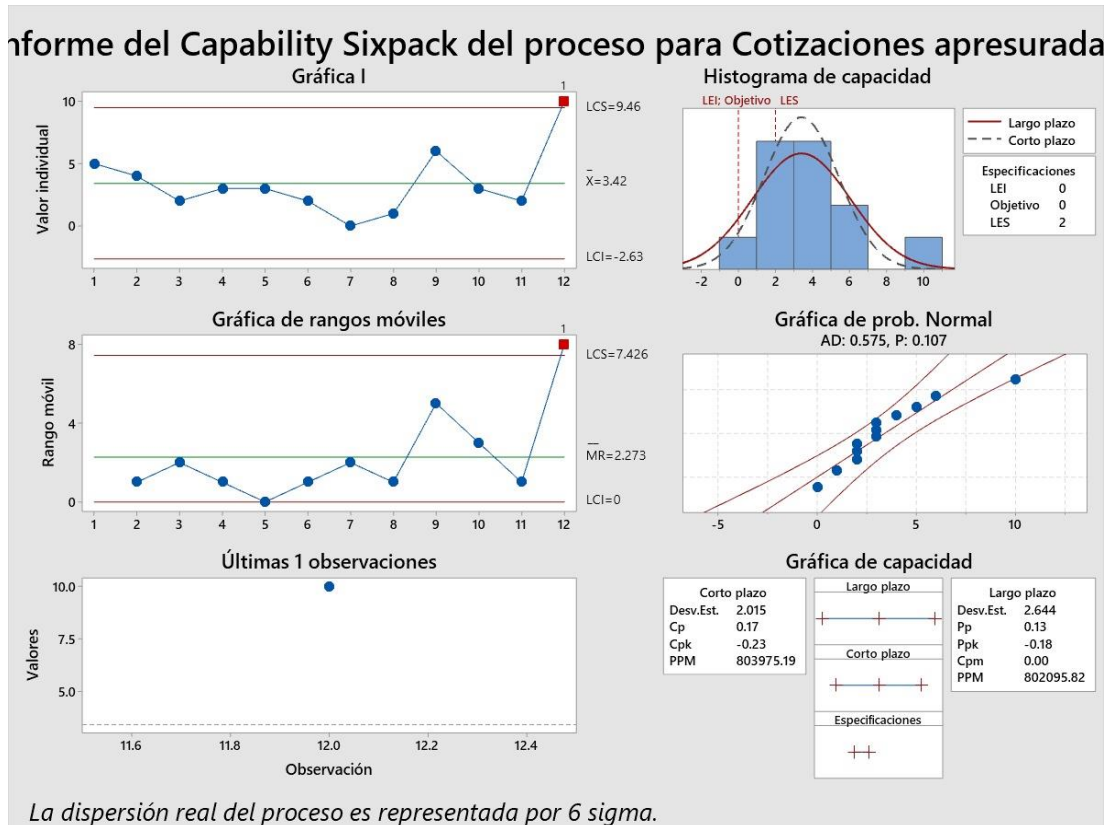 nforme del Capability Sixpack del proceso para Cotizaciones apresurada
Gráfica I
Valor individual
10
5
0
1
LCS=9.46
X=3.42
LCI=-2.63
1 2 3 4 5 6 7 8 9 10 11 12
Histograma de capacidad
LEI; Objetivo LES
-2 0 2 4 6 8 10
Largo plazo
Corto plazo
Especificaciones
LEI 0
Objetivo 0
LES 2
Gráfica de rangos móviles
Rango móvil
8
4
0
1
LCS=7.426
MR=2.273
LCI=0
1 2 3 4 5 6 7 8 9 10 11 12
Gráfica de prob. Normal
AD: 0.575, P: 0.107
-5 0 5 10
Últimas 1 observaciones
Valores
10.0
7.5
5.0
11.6 11.8 12.0 12.2 12.4
Observación
Gráfica de capacidad
Corto plazo
Desv.Est. 2.015
Cp 0.17
Cpk -0.23
PPM 803975.19
Largo plazo
Corto plazo
Especificaciones
Largo plazo
Desv.Est. 2.644
Pp 0.13
Ppk -0.18
Cpm 0.00
PPM 802095.82
La dispersión real del proceso es representada por 6 sigma.